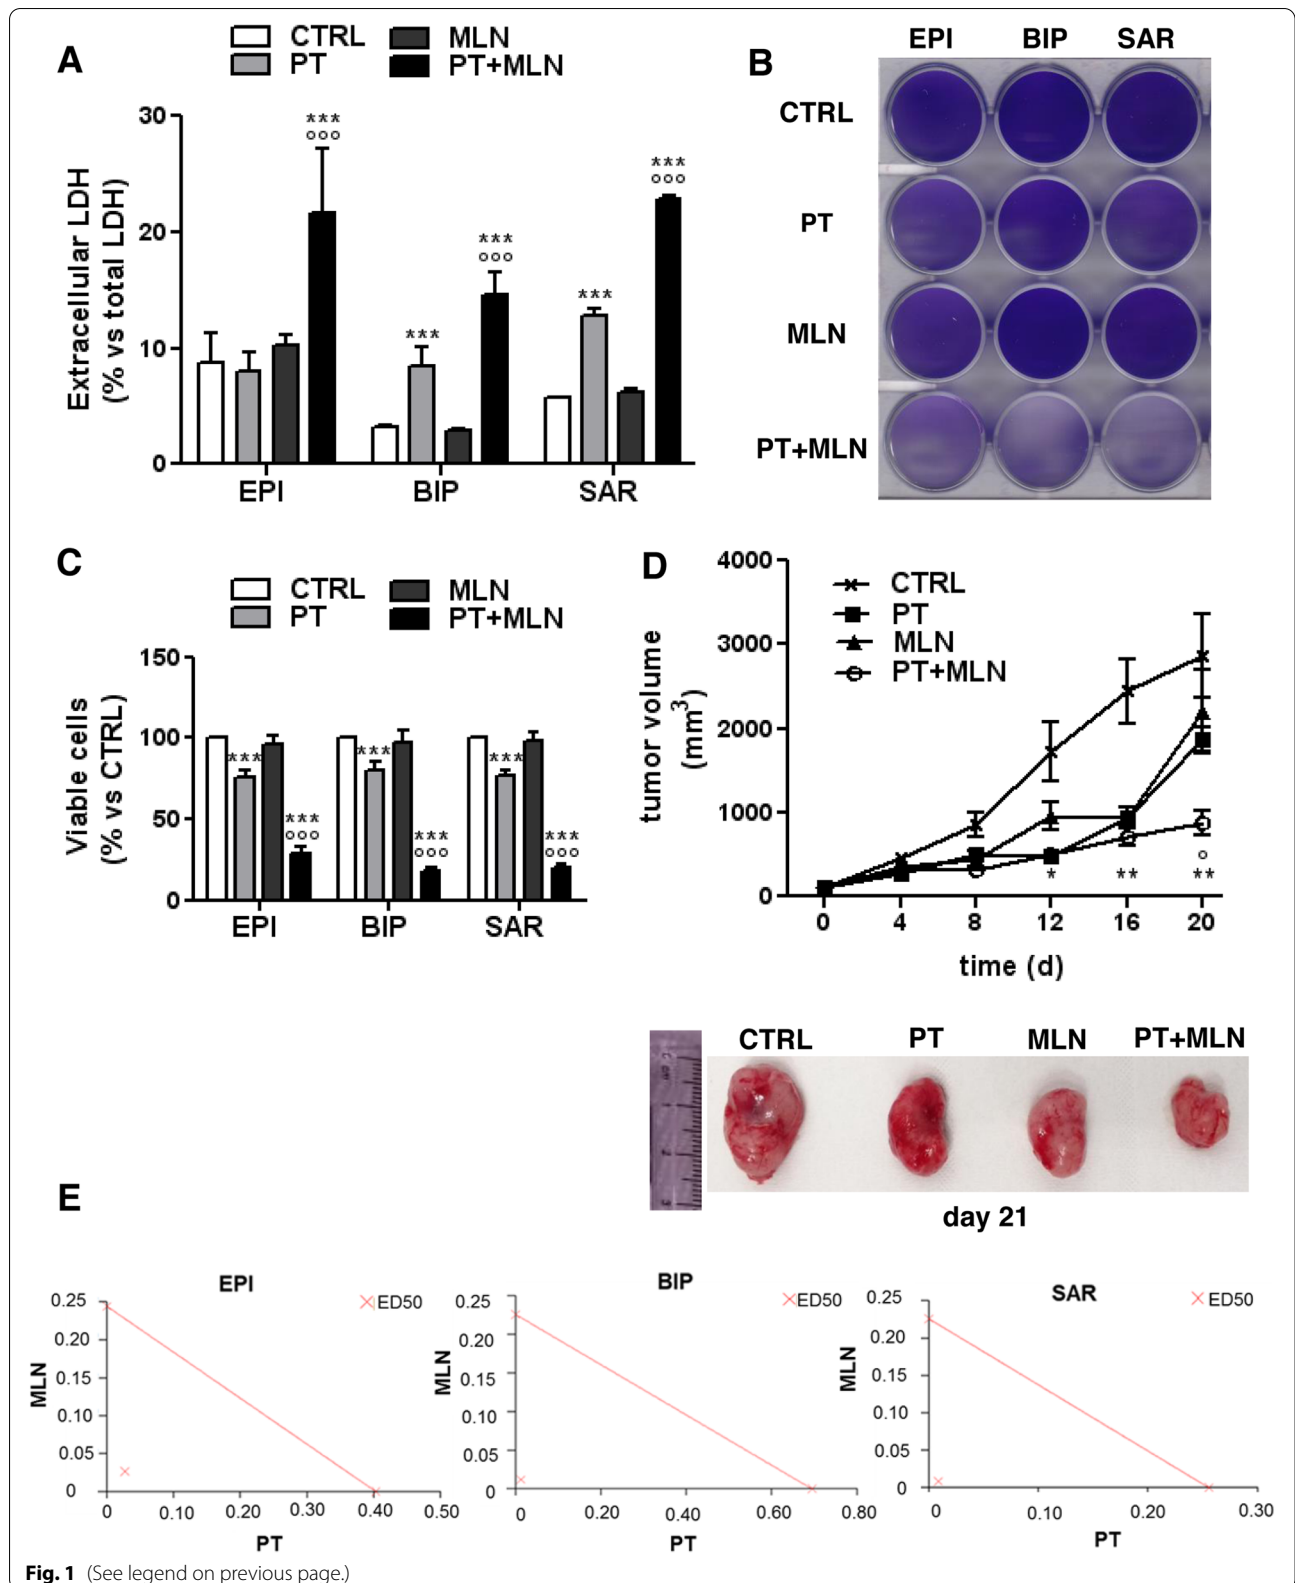 A
CTRL MLN
PT PT+MLN
Extracellular LDH
(% vs total LDH)
30
20
10
0
***
°°°
***
***
°°°
***
***
°°°
EPI BIP SAR
B
EPI BIP SAR
CTRL
PT
MLN
PT+MLN
C
CTRL MLN
PT PT+MLN
Viable cells
(% vs CTRL)
150
100
50
0
***
***
°°°
***
***
°°°
***
***
°°°
EPI BIP SAR
D
CTRL
PT
MLN
PT+MLN
tumor volume
(mm³)
4000
3000
2000
1000
0
°
* ** **
0 4 8 12 16 20
time (d)
CTRL PT MLN PT+MLN
day 21
E
EPI
ED50
MLN
0.25
0.20
0.15
0.10
0.05
0
0 0.10 0.20 0.30 0.40 0.50
PT
BIP
ED50
MLN
0.25
0.20
0.15
0.10
0.05
0
0 0.20 0.40 0.60 0.80
PT
SAR
ED50
MLN
0.25
0.20
0.15
0.10
0.05
0
0 0.10 0.20 0.30
PT
Fig. 1 (See legend on previous page.)